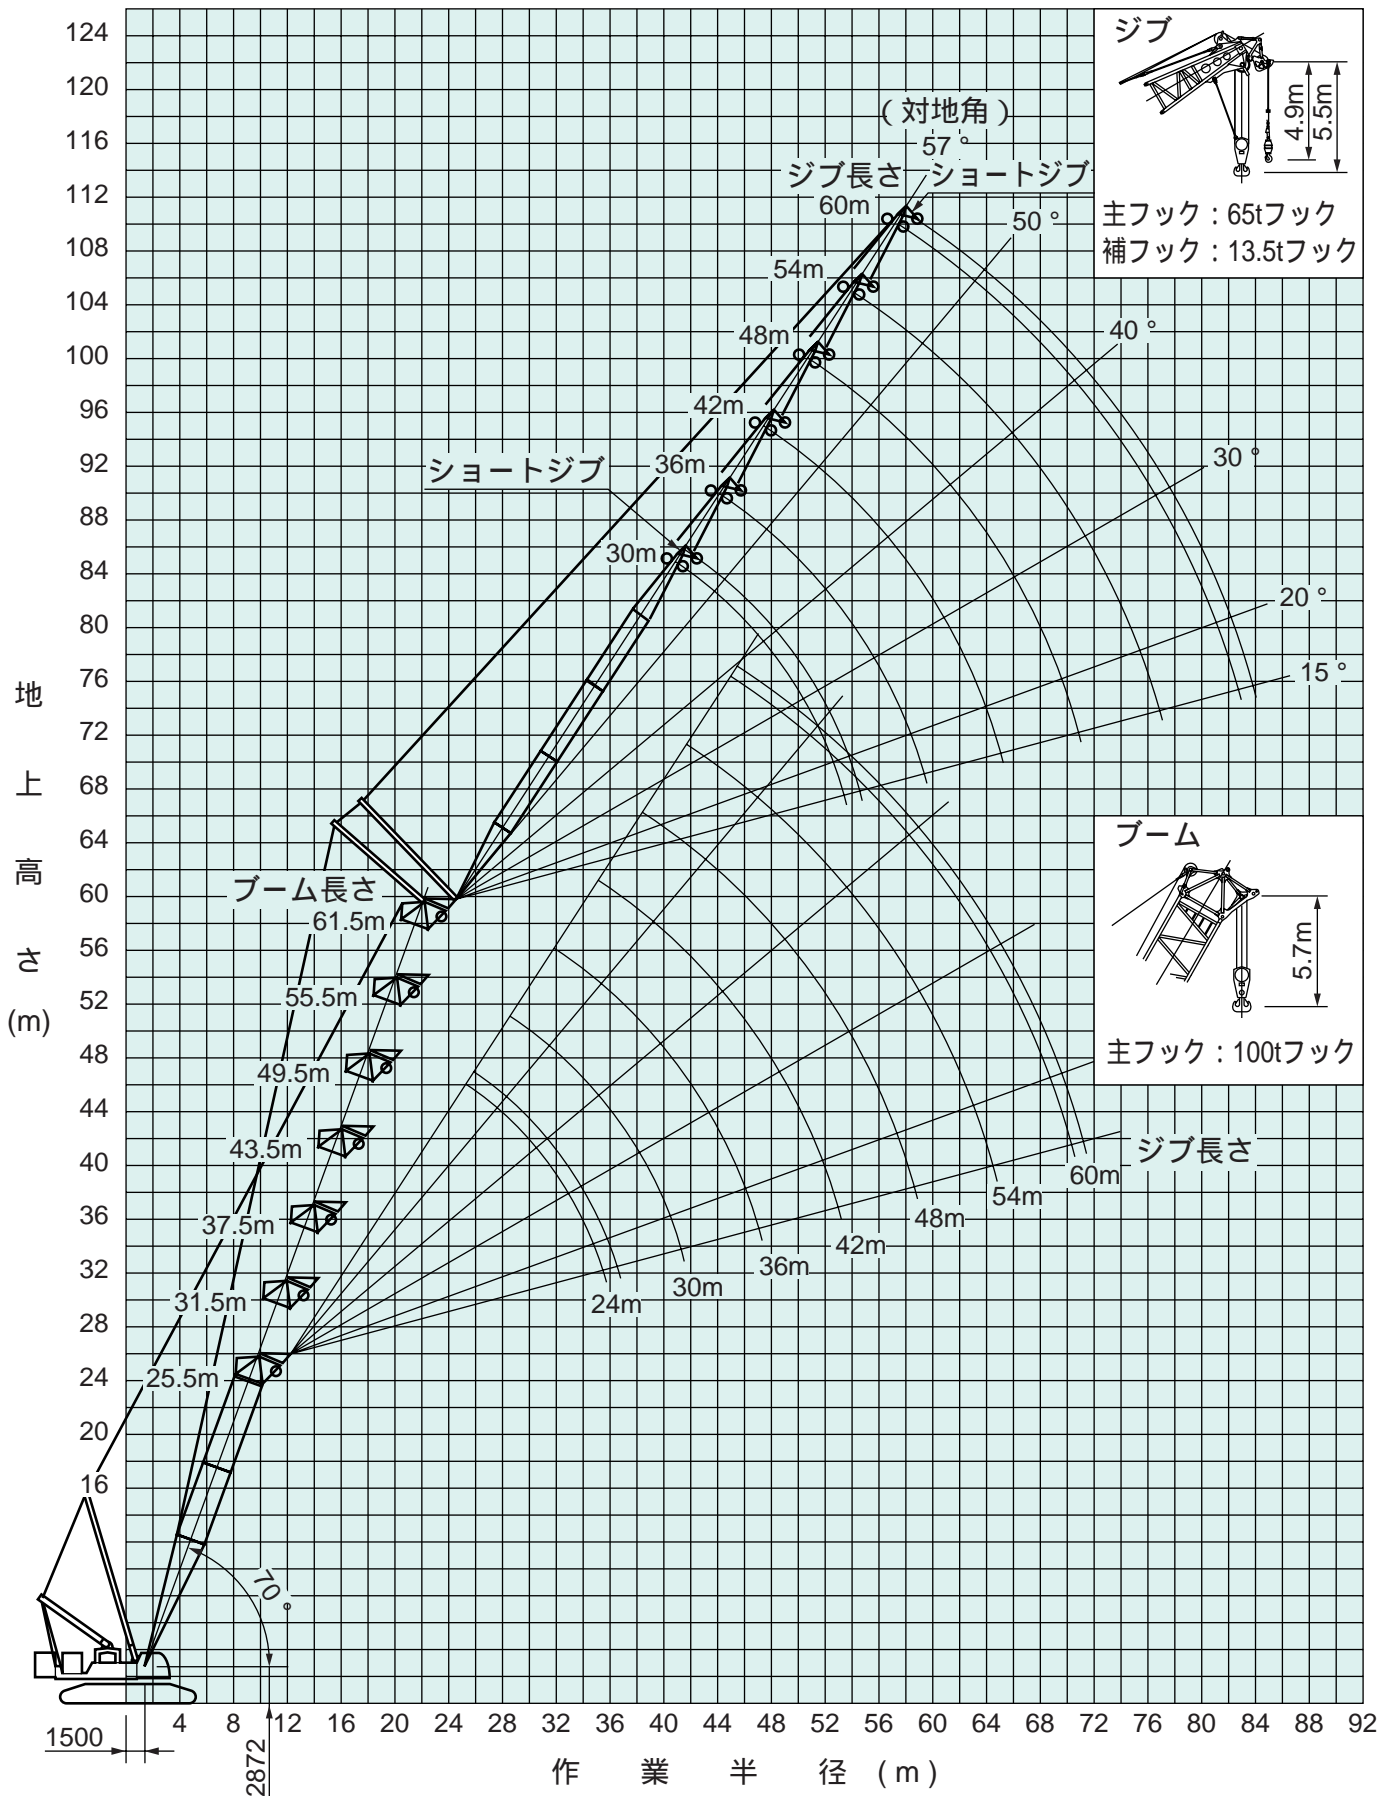 124
120
116
112
108
104
100
96
92
88
84
80
76
72
68
64
60
56
52
48
44
40
36
32
28
24
20
16
地上高さ(m)
(対地角)
57°
ジブ長さ
ショートジブ
60m
50°
54m
48m
40°
42m
30°
36m
ショートジブ
30m
20°
15°
ブーム長さ
61.5m
55.5m
49.5m
43.5m
37.5m
31.5m
25.5m
70°
ジブ長さ
60m
54m
48m
42m
36m
30m
24m
ジブ
4.9m
5.5m
主フック:65tフック
補フック:13.5tフック
ブーム
5.7m
主フック:100tフック
4 8 12 16 20 24 28 32 36 40 44 48 52 56 60 64 68 72 76 80 84 88 92
1500
2872
作業半径(m)